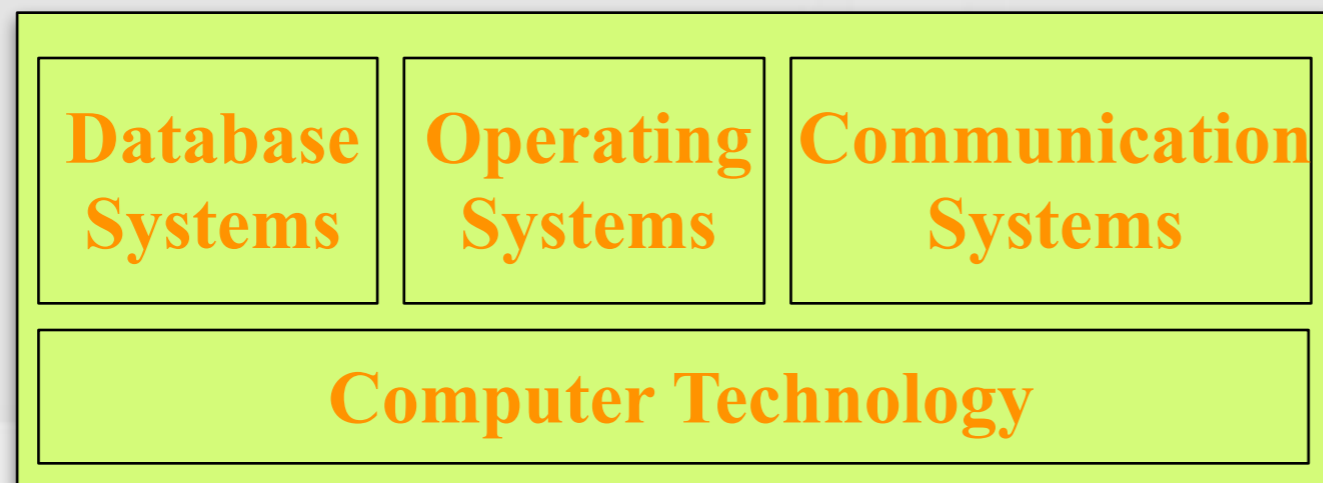 Database
Systems
Operating
Systems
Communication
Systems
Computer Technology